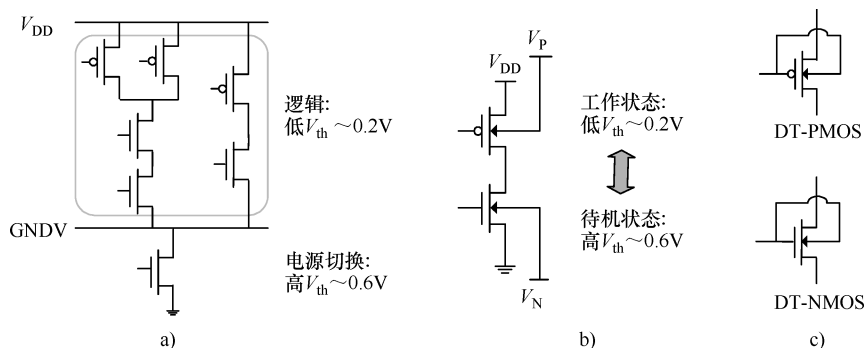 V_DD
逻辑:
低V_th～0.2V
GNDV
电源切换:
高V_th～0.6V
a)
V_P
V_DD
工作状态:
低V_th～0.2V
待机状态:
高V_th～0.6V
V_N
b)
DT-PMOS
DT-NMOS
c)